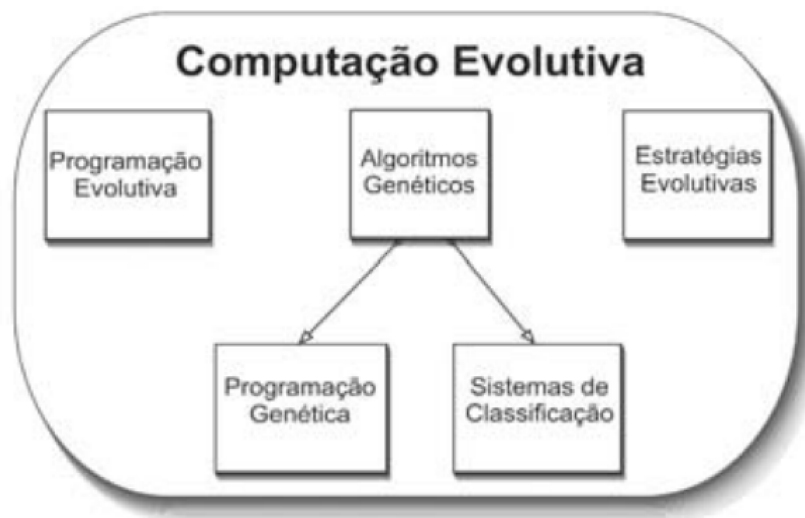 Computação Evolutiva
Programação
Evolutiva
Algoritmos
Genéticos
Estratégias
Evolutivas
Programação
Genética
Sistemas de
Classificação